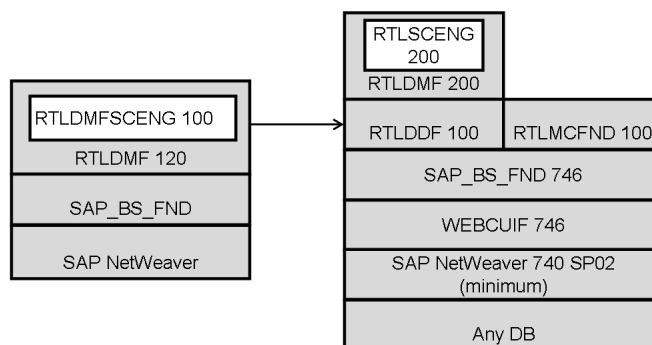 RTLDMFSCENG 100
RTLDMF 120
SAP_BS_FND
SAP NetWeaver
RTLSCENG
200
RTLDMF 200
RTLDDF 100
RTLMCFND 100
SAP_BS_FND 746
WEBCUIF 746
SAP NetWeaver 740 SP02
(minimum)
Any DB